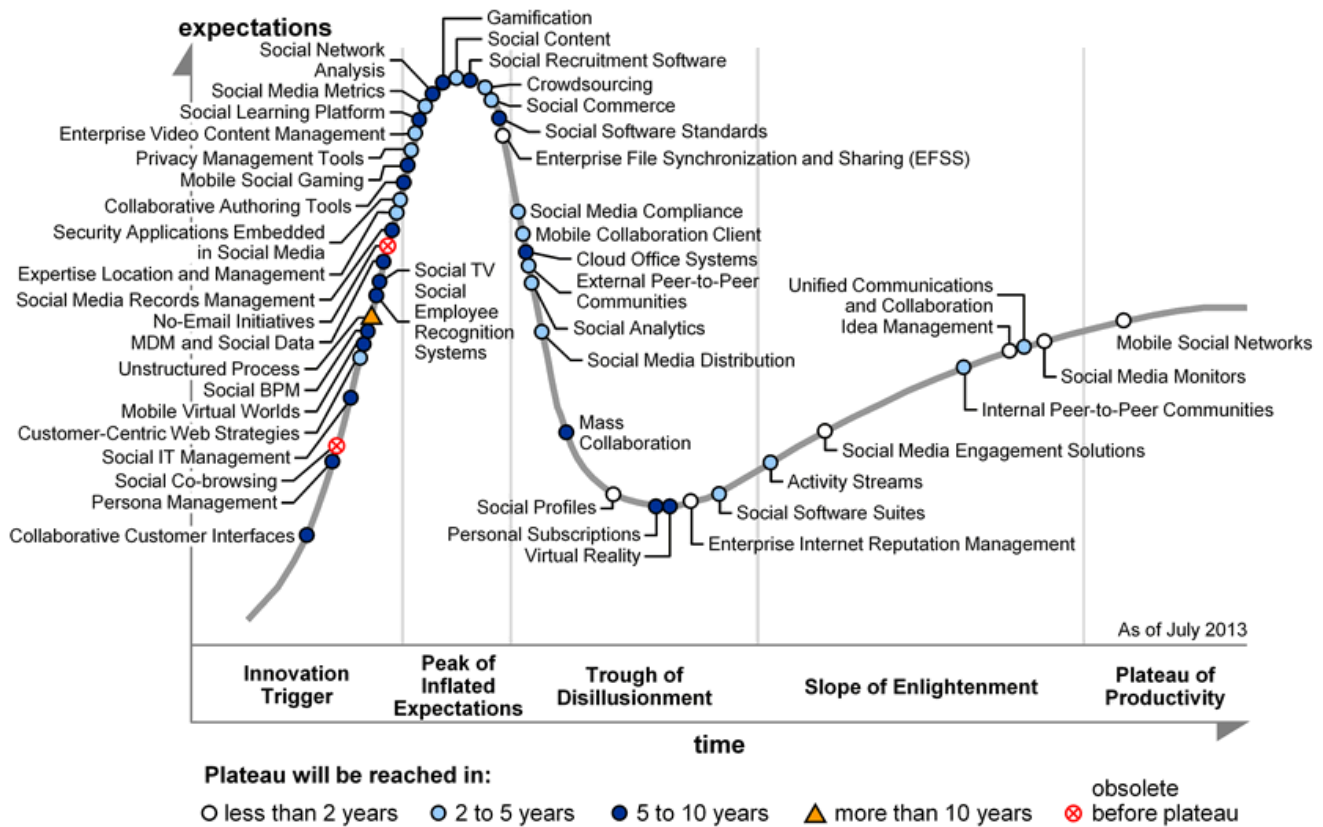 expectations
Gamification
Social Content
Social Recruitment Software
Crowdsourcing
Social Commerce
Social Software Standards
Enterprise File Synchronization and Sharing (EFSS)
Social Network
Analysis
Social Media Metrics
Social Learning Platform
Enterprise Video Content Management
Privacy Management Tools
Mobile Social Gaming
Collaborative Authoring Tools
Security Applications Embedded
in Social Media
Expertise Location and Management
Social Media Records Management
No-Email Initiatives
MDM and Social Data
Unstructured Process
Social BPM
Mobile Virtual Worlds
Customer-Centric Web Strategies
Social IT Management
Social Co-browsing
Persona Management
Collaborative Customer Interfaces
Social TV
Social
Employee
Recognition
Systems
Social Media Compliance
Mobile Collaboration Client
Cloud Office Systems
External Peer-to-Peer
Communities
Social Analytics
Social Media Distribution
Mass
Collaboration
Social Profiles
Personal Subscriptions
Virtual Reality
Enterprise Internet Reputation Management
Social Software Suites
Activity Streams
Social Media Engagement Solutions
Internal Peer-to-Peer Communities
Unified Communications
and Collaboration
Idea Management
Social Media Monitors
Mobile Social Networks
As of July 2013
Innovation
Trigger
Peak of
Inflated
Expectations
Trough of
Disillusionment
Slope of Enlightenment
Plateau of
Productivity
time
Plateau will be reached in:
less than 2 years
2 to 5 years
5 to 10 years
more than 10 years
obsolete
before plateau